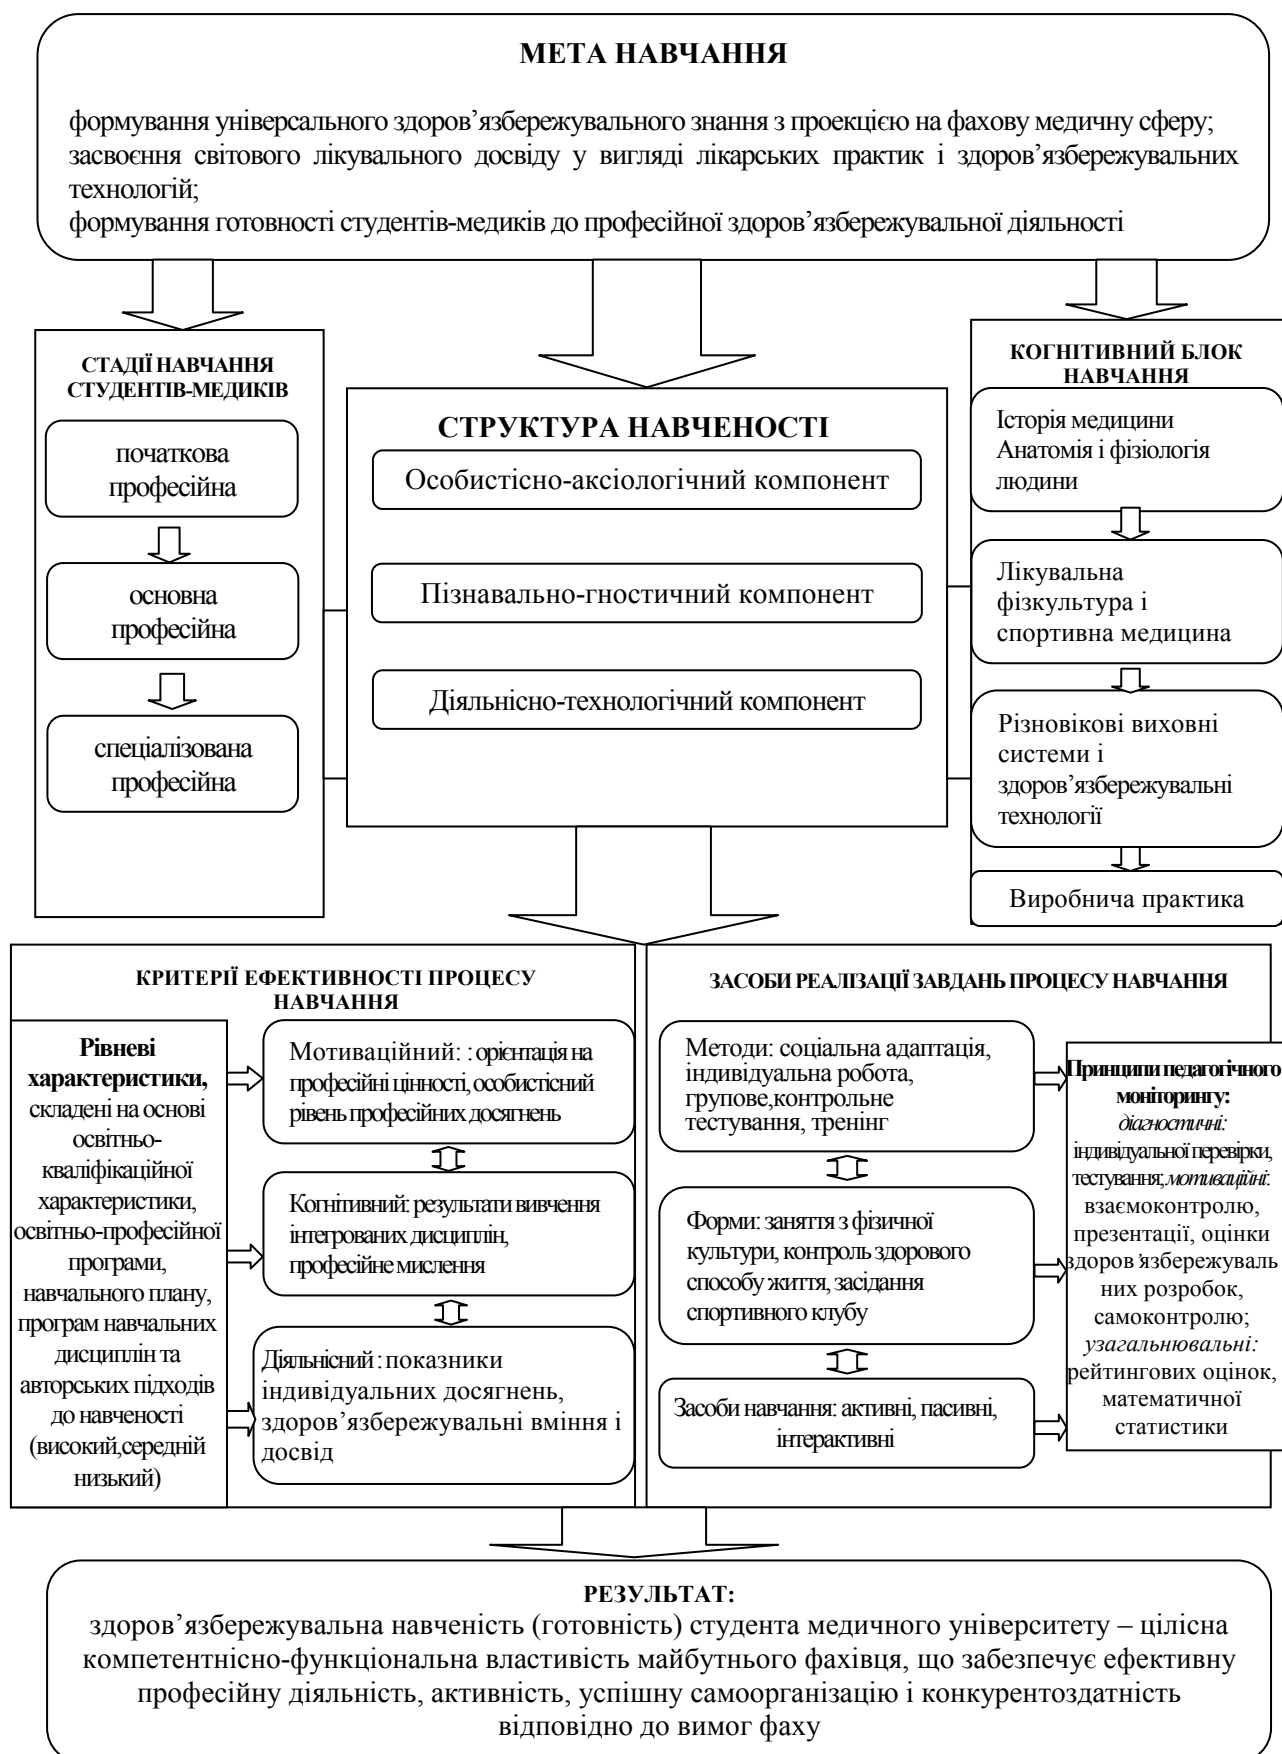 МЕТА НАВЧАННЯ
формування універсального здоров’язбережувального знання з проекцією на фахову медичну сферу;
засвоєння світового лікувального досвіду у вигляді лікарських практик і здоров’язбережувальних
технологій;
формування готовності студентів-медиків до професійної здоров’язбережувальної діяльності
СТАДІЇ НАВЧАННЯ
СТУДЕНТІВ-МЕДИКІВ
початкова
професійна
основна
професійна
спеціалізована
професійна
СТРУКТУРА НАВЧЕНОСТІ
Особистісно-аксіологічний компонент
Пізнавально-гностичний компонент
Діяльнісно-технологічний компонент
КОГНІТИВНИЙ БЛОК
НАВЧАННЯ
Історія медицини
Анатомія і фізіологія
людини
Лікувальна
фізкультура і
спортивна медицина
Різновікові виховні
системи і
здоров’язбережувальні
технології
Виробнича практика
КРИТЕРІЇ ЕФЕКТИВНОСТІ ПРОЦЕСУ
НАВЧАННЯ
Рівневі
характеристики,
складені на основі
освітньо-
кваліфікаційної
характеристики,
освітньо-професійної
програми,
навчального плану,
програм навчальних
дисциплін та
авторських підходів
до навченості
(високий,середній
низький)
Мотиваційний: : орієнтація на
професійні цінності, особистісний
рівень професійних досягнень
Когнітивний: результати вивчення
інтегрованих дисциплін,
професійне мислення
Діяльнісний : показники
індивідуальних досягнень,
здоров’язбережувальні вміння і
досвід
ЗАСОБИ РЕАЛІЗАЦІЇ ЗАВДАНЬ ПРОЦЕСУ НАВЧАННЯ
Методи: соціальна адаптація,
індивідуальна робота,
групове,контрольне
тестування, тренінг
Форми: заняття з фізичної
культури, контроль здорового
способу життя, засідання
спортивного клубу
Засоби навчання: активні, пасивні,
інтерактивні
Принципи педагогічного
моніторингу:
діагностичні:
індивідуальної перевірки,
тестування; мотиваційні:
взаємоконтролю,
презентації, оцінки
здоров’язбережуваль
них розробок,
самоконтролю;
узагальнювальні:
рейтингових оцінок,
математичної
статистики
РЕЗУЛЬТАТ:
здоров’язбережувальна навченість (готовність) студента медичного університету – цілісна
компетентнісно-функціональна властивість майбутнього фахівця, що забезпечує ефективну
професійну діяльність, активність, успішну самоорганізацію і конкурентоздатність
відповідно до вимог фаху